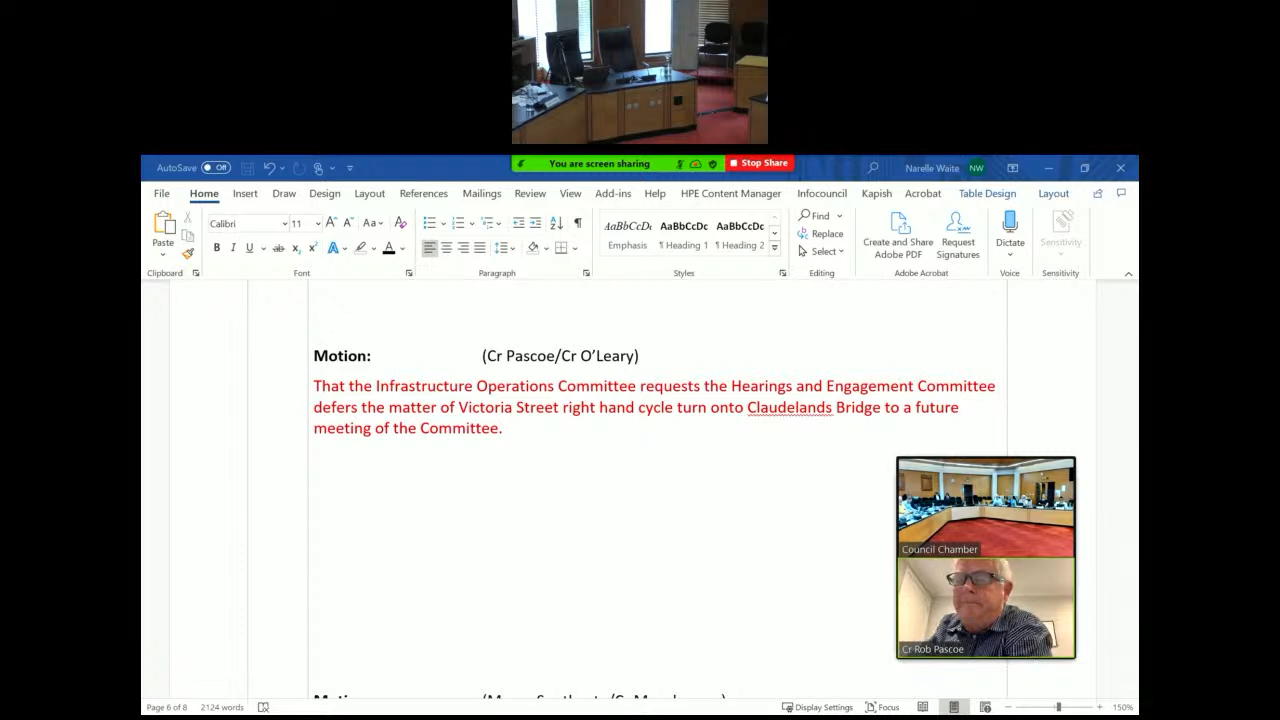 AutoSave Off
You are screen sharing
Stop Share
Narelle Waite NW
File Home Insert Draw Design Layout References Mailings Review View Add-ins Help HPE Content Manager Infocouncil Kapish Acrobat Table Design Layout
Paste
Calibri 11
AaBbCcDc AaBbCcDc AaBbCcDc
Emphasis ¶ Heading 1 ¶ Heading 2
Find
Replace
Select
Create and Share Adobe PDF
Request Signatures
Dictate
Sensitivity
Clipboard Font Paragraph Styles Editing Adobe Acrobat Voice Sensitivity
Motion: (Cr Pascoe/Cr O’Leary)
That the Infrastructure Operations Committee requests the Hearings and Engagement Committee
defers the matter of Victoria Street right hand cycle turn onto Claudelands Bridge to a future
meeting of the Committee.
Council Chamber
Cr Rob Pascoe
Page 6 of 8 2124 words Display Settings Focus 150%